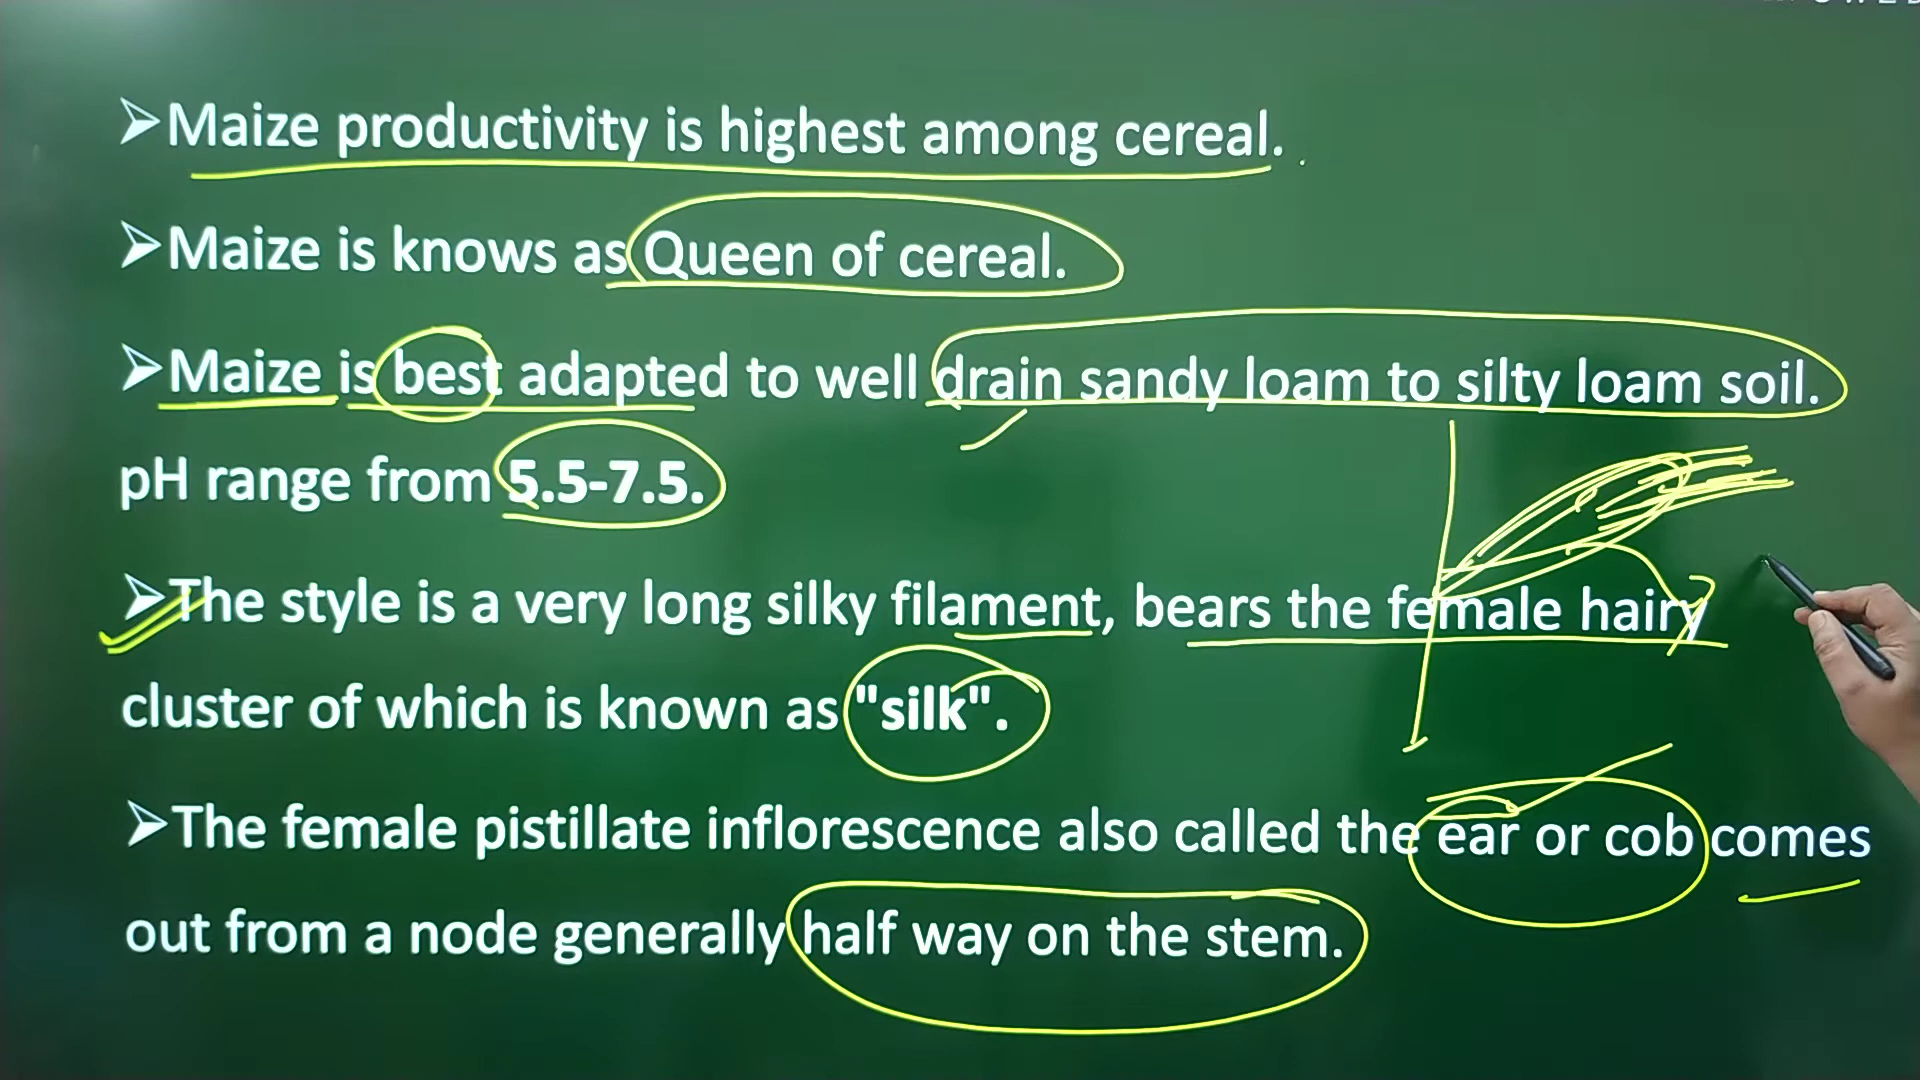 ➢Maize productivity is highest among cereal.
➢Maize is knows as Queen of cereal.
➢Maize is best adapted to well drain sandy loam to silty loam soil.
pH range from 5.5-7.5.
➢The style is a very long silky filament, bears the female hairy
cluster of which is known as "silk".
➢The female pistillate inflorescence also called the ear or cob comes
out from a node generally half way on the stem.